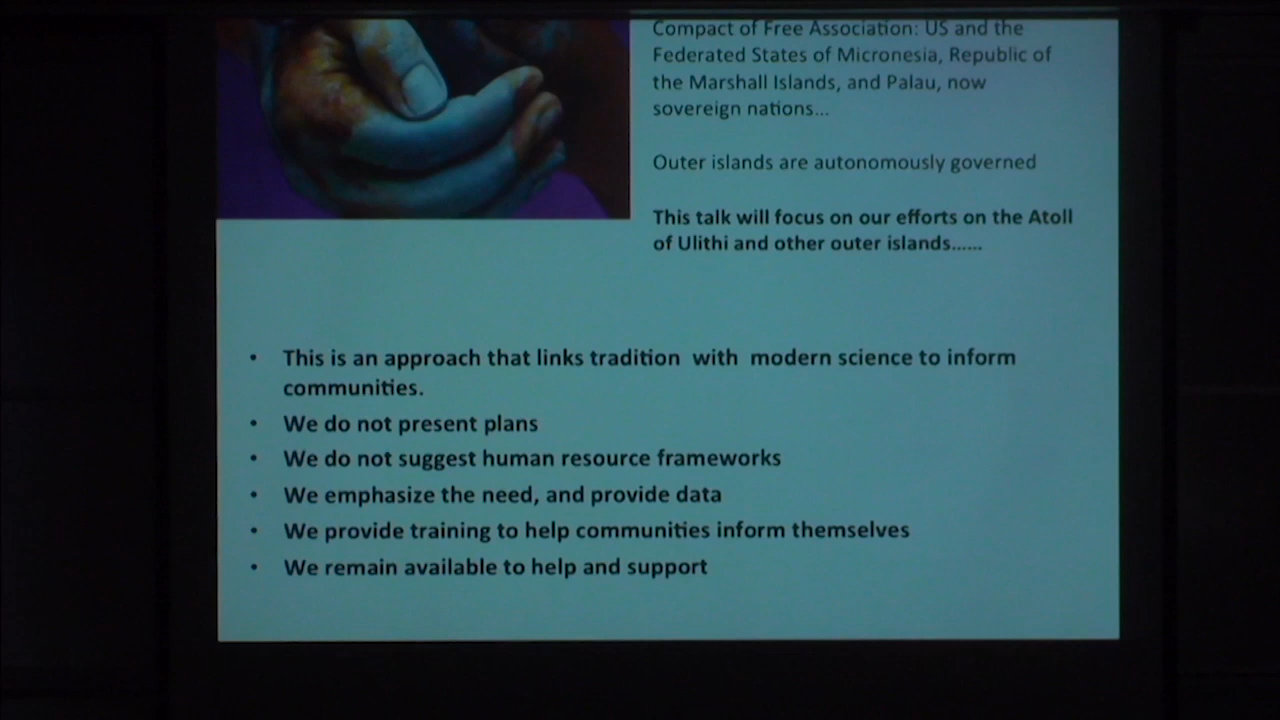 Compact of Free Association: US and the
Federated States of Micronesia, Republic of
the Marshall Islands, and Palau, now
sovereign nations...
Outer islands are autonomously governed
This talk will focus on our efforts on the Atoll
of Ulithi and other outer islands......
• This is an approach that links tradition with modern science to inform
communities.
• We do not present plans
• We do not suggest human resource frameworks
• We emphasize the need, and provide data
• We provide training to help communities inform themselves
• We remain available to help and support